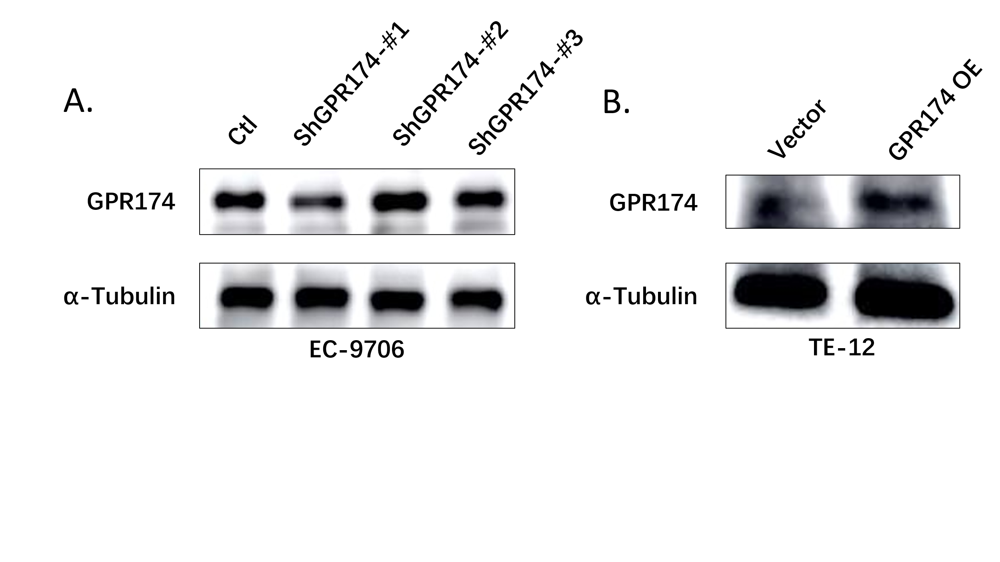 A.
Ctl
ShGPR174-#1
ShGPR174-#2
ShGPR174-#3
GPR174
α-Tubulin
EC-9706
B.
Vector
GPR174 OE
GPR174
α-Tubulin
TE-12